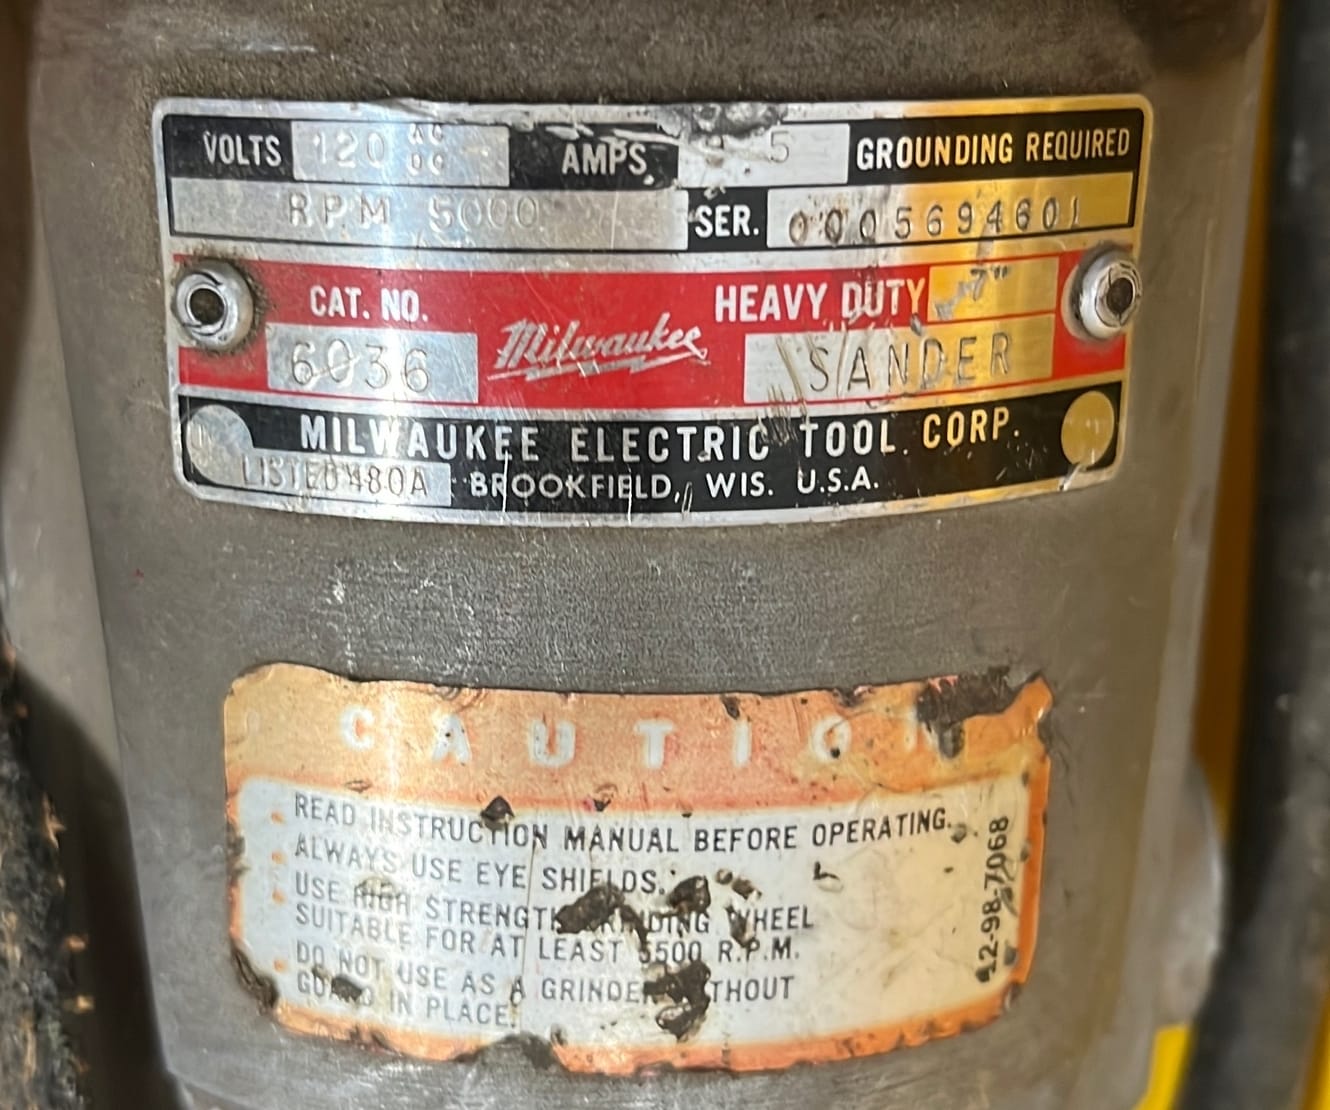 VOLTS 120 AC DC AMPS. 5 GROUNDING REQUIRED
RPM 5000 SER. 0005694601
CAT. NO. Milwaukee HEAVY DUTY 7"
6036 SANDER
MILWAUKEE ELECTRIC TOOL CORP.
LISTED 480A BROOKFIELD, WIS. U.S.A.
CAUTION
READ INSTRUCTION MANUAL BEFORE OPERATING.
ALWAYS USE EYE SHIELDS.
USE HIGH STRENGTH GRINDING WHEEL
SUITABLE FOR AT LEAST 5500 R.P.M.
DO NOT USE AS A GRINDER WITHOUT
GUARD IN PLACE.
12-98-7068